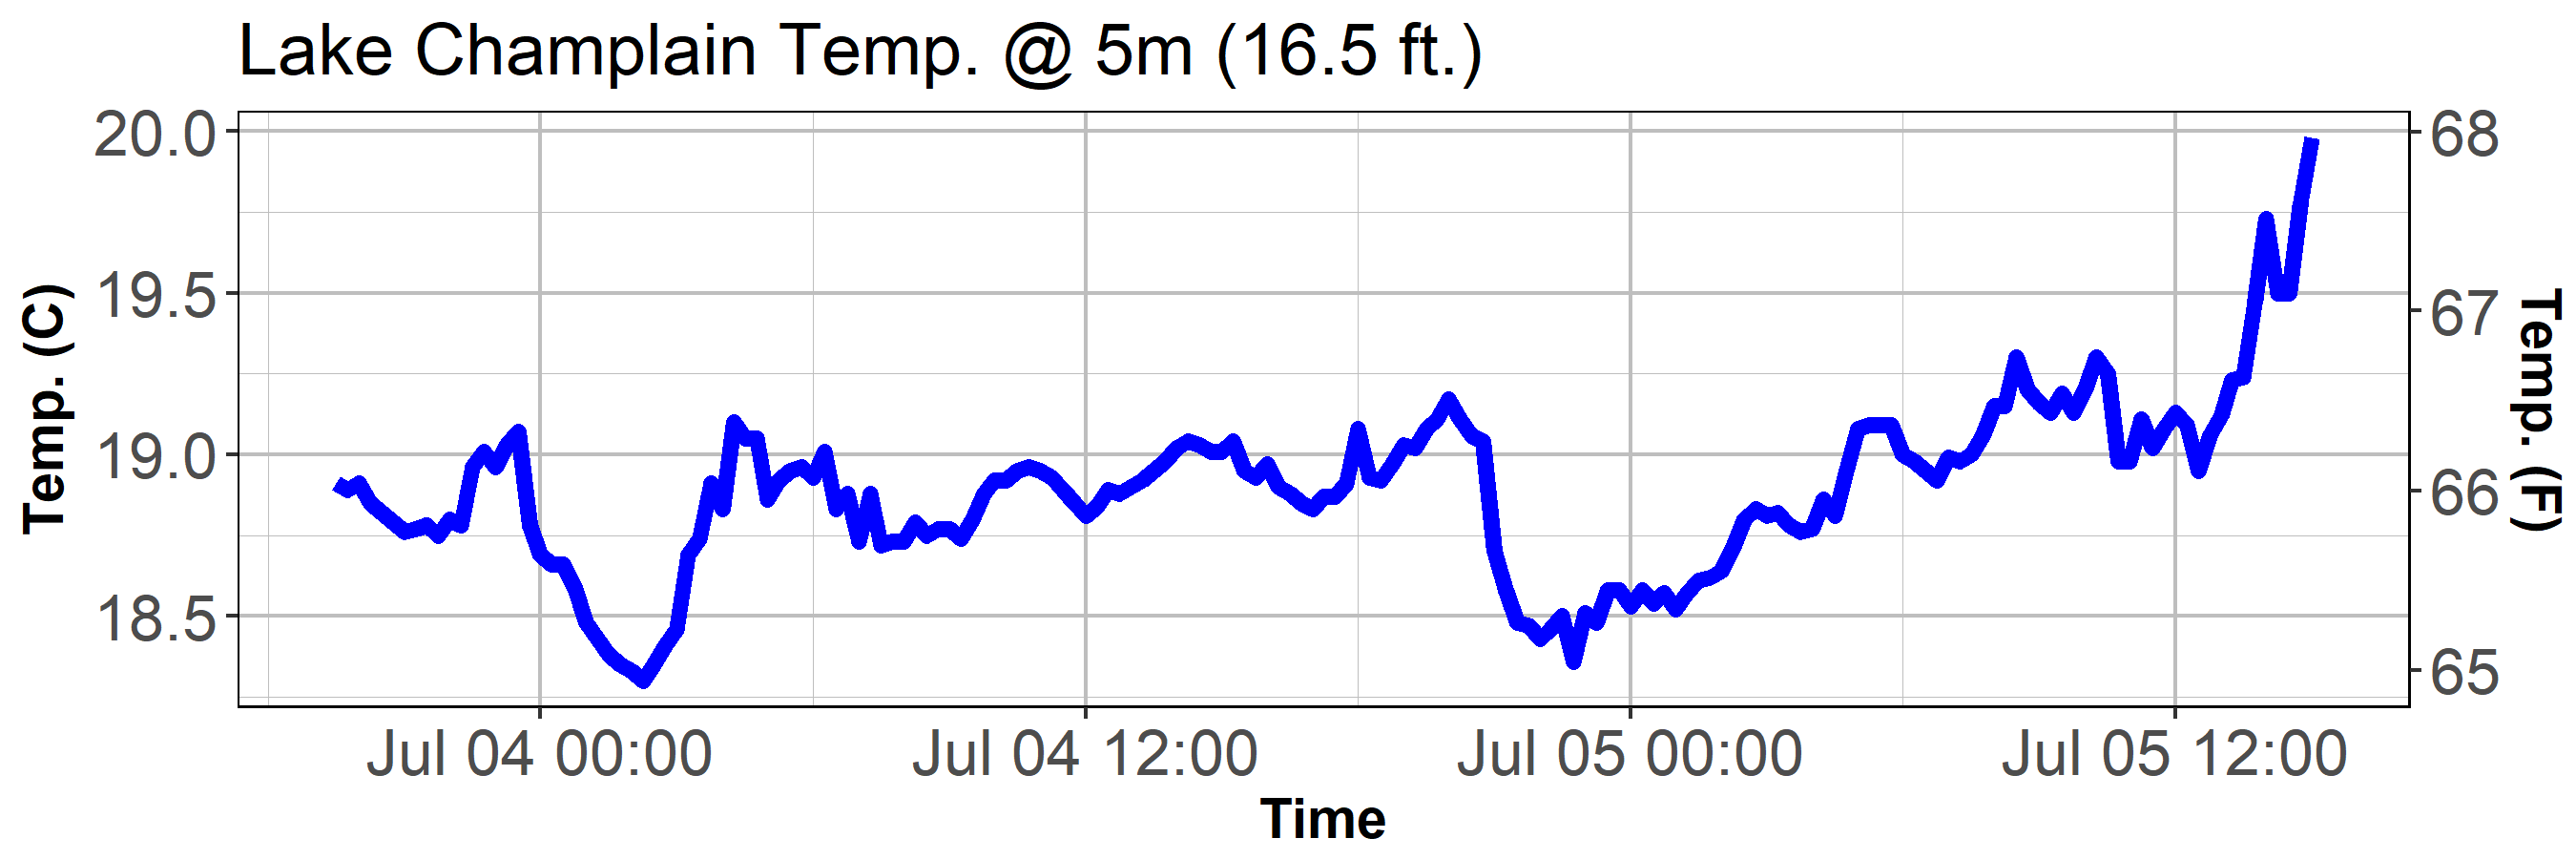 Lake Champlain Temp. @ 5m (16.5 ft.)
Temp. (C)
20.0
19.5
19.0
18.5
68
67
66
65
Temp. (F)
Jul 04 00:00
Jul 04 12:00
Jul 05 00:00
Jul 05 12:00
Time